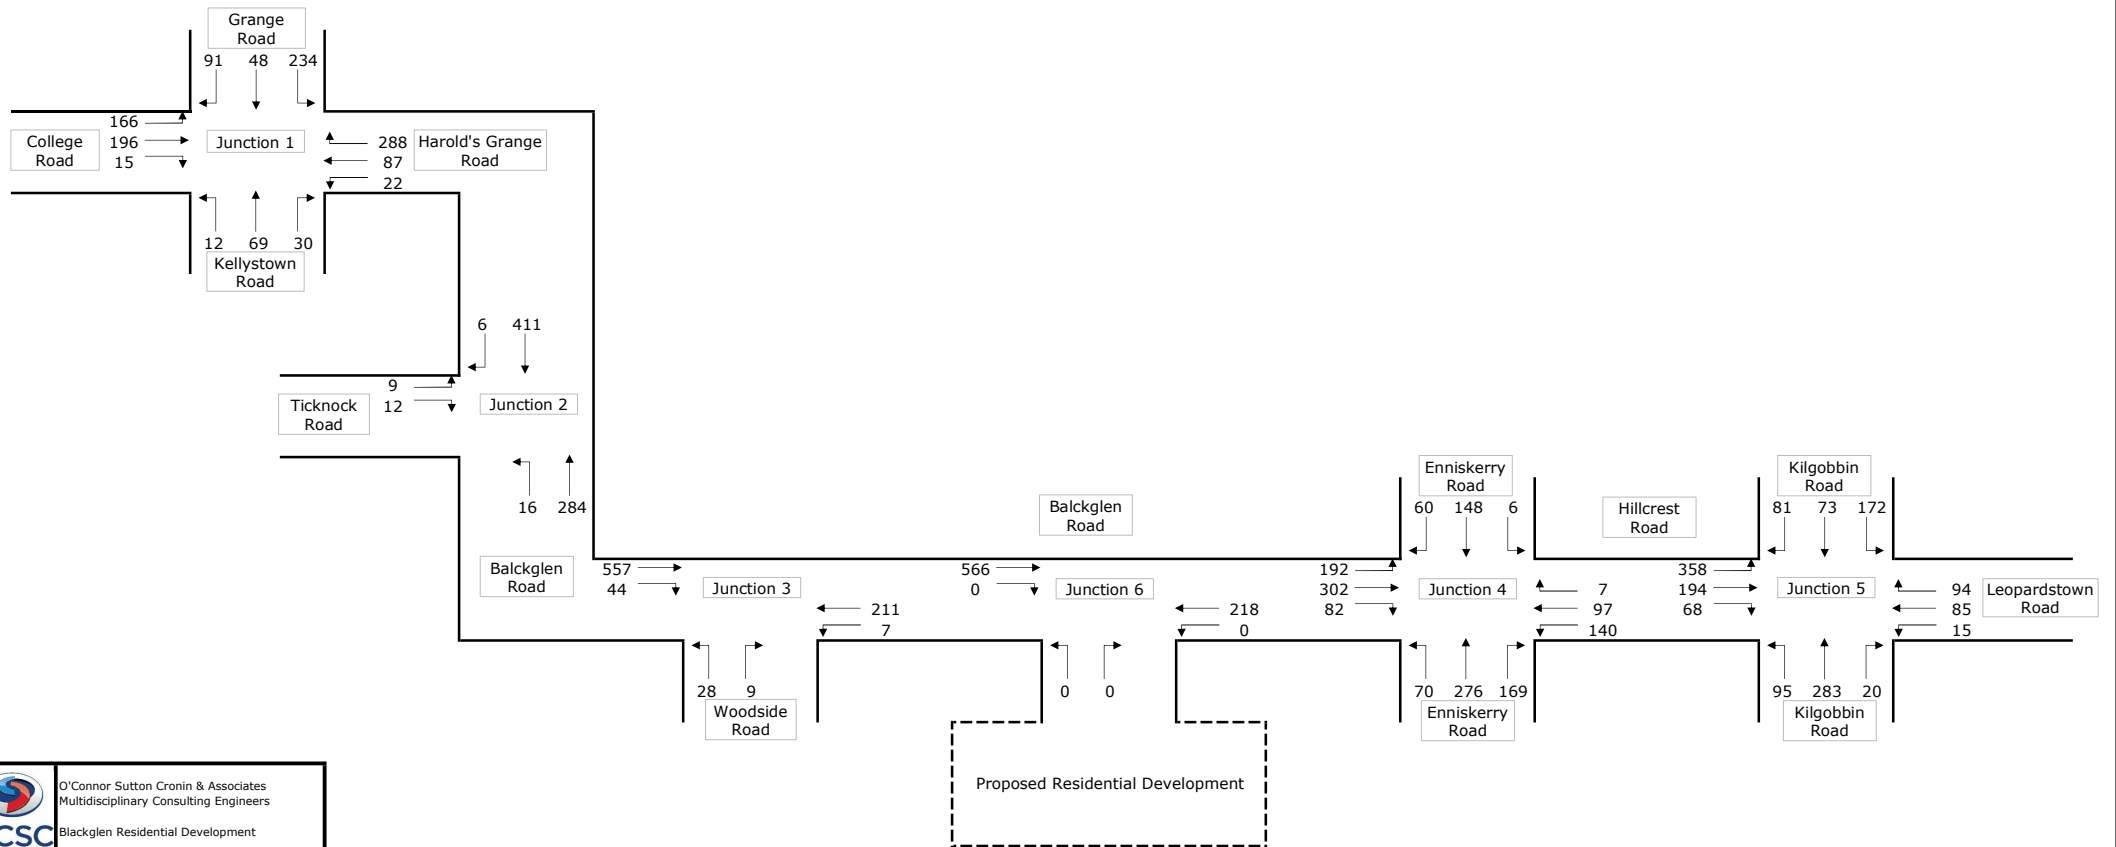 Grange
Road
91 48 234
166
196
15
College
Road
Junction 1
288
87
22
Harold's Grange
Road
12 69 30
Kellystown
Road
6 411
9
12
Ticknock
Road
Junction 2
16 284
Balckglen
Road
557
44
Junction 3
211
7
28 9
Woodside
Road
Balckglen
Road
566
0
Junction 6
218
0
0 0
Proposed Residential Development
Enniskerry
Road
60 148 6
192
302
82
Junction 4
7
97
140
70 276 169
Enniskerry
Road
Hillcrest
Road
Kilgobbin
Road
81 73 172
358
194
68
Junction 5
94
85
15
Leopardstown
Road
95 283 20
Kilgobbin
Road
CSC
O'Connor Sutton Cronin & Associates
Multidisciplinary Consulting Engineers
Blackglen Residential Development